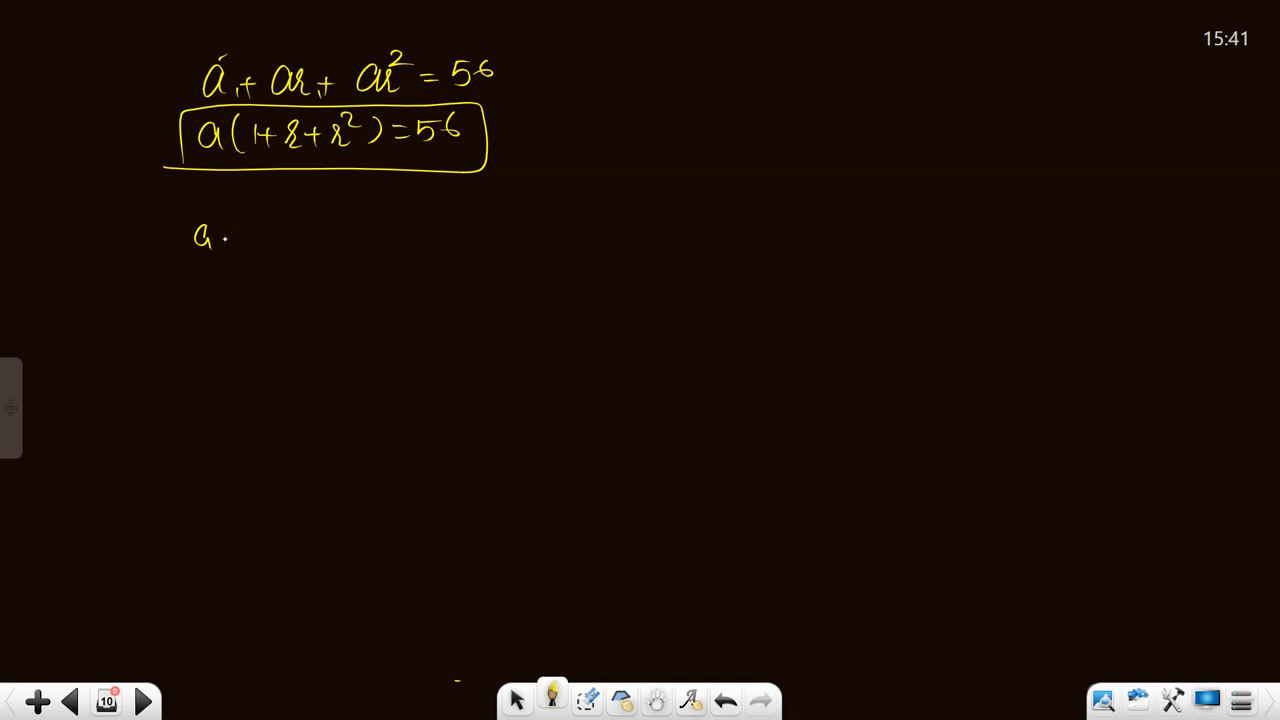 15:41
a + ar + ar² = 56
a(1+r+r²) = 56
a
10